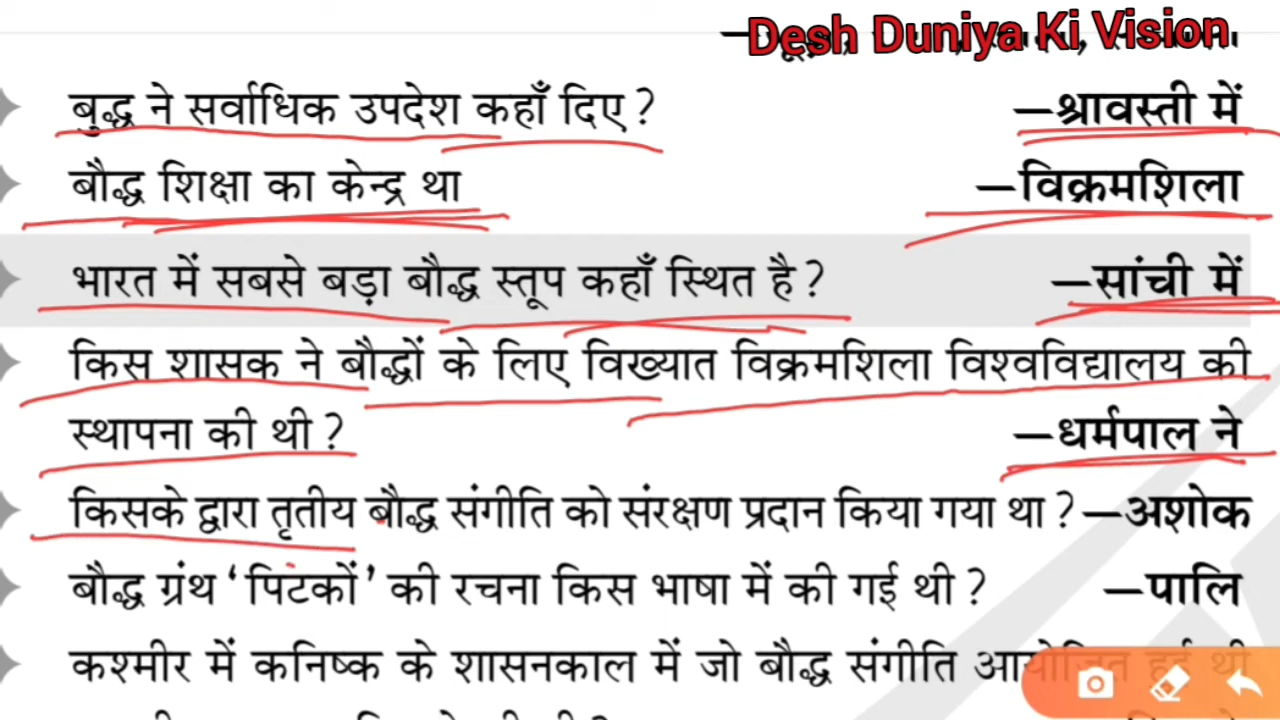 Desh Duniya Ki Vision
बुद्ध ने सर्वाधिक उपदेश कहाँ दिए? —श्रावस्ती में
बौद्ध शिक्षा का केन्द्र था —विक्रमशिला
भारत में सबसे बड़ा बौद्ध स्तूप कहाँ स्थित है? —सांची में
किस शासक ने बौद्धों के लिए विख्यात विक्रमशिला विश्वविद्यालय की
स्थापना की थी? —धर्मपाल ने
किसके द्वारा तृतीय बौद्ध संगीति को संरक्षण प्रदान किया गया था? —अशोक
बौद्ध ग्रंथ ‘पिटकों’ की रचना किस भाषा में की गई थी? —पालि
कश्मीर में कनिष्क के शासनकाल में जो बौद्ध संगीति आयोजित हुई थी